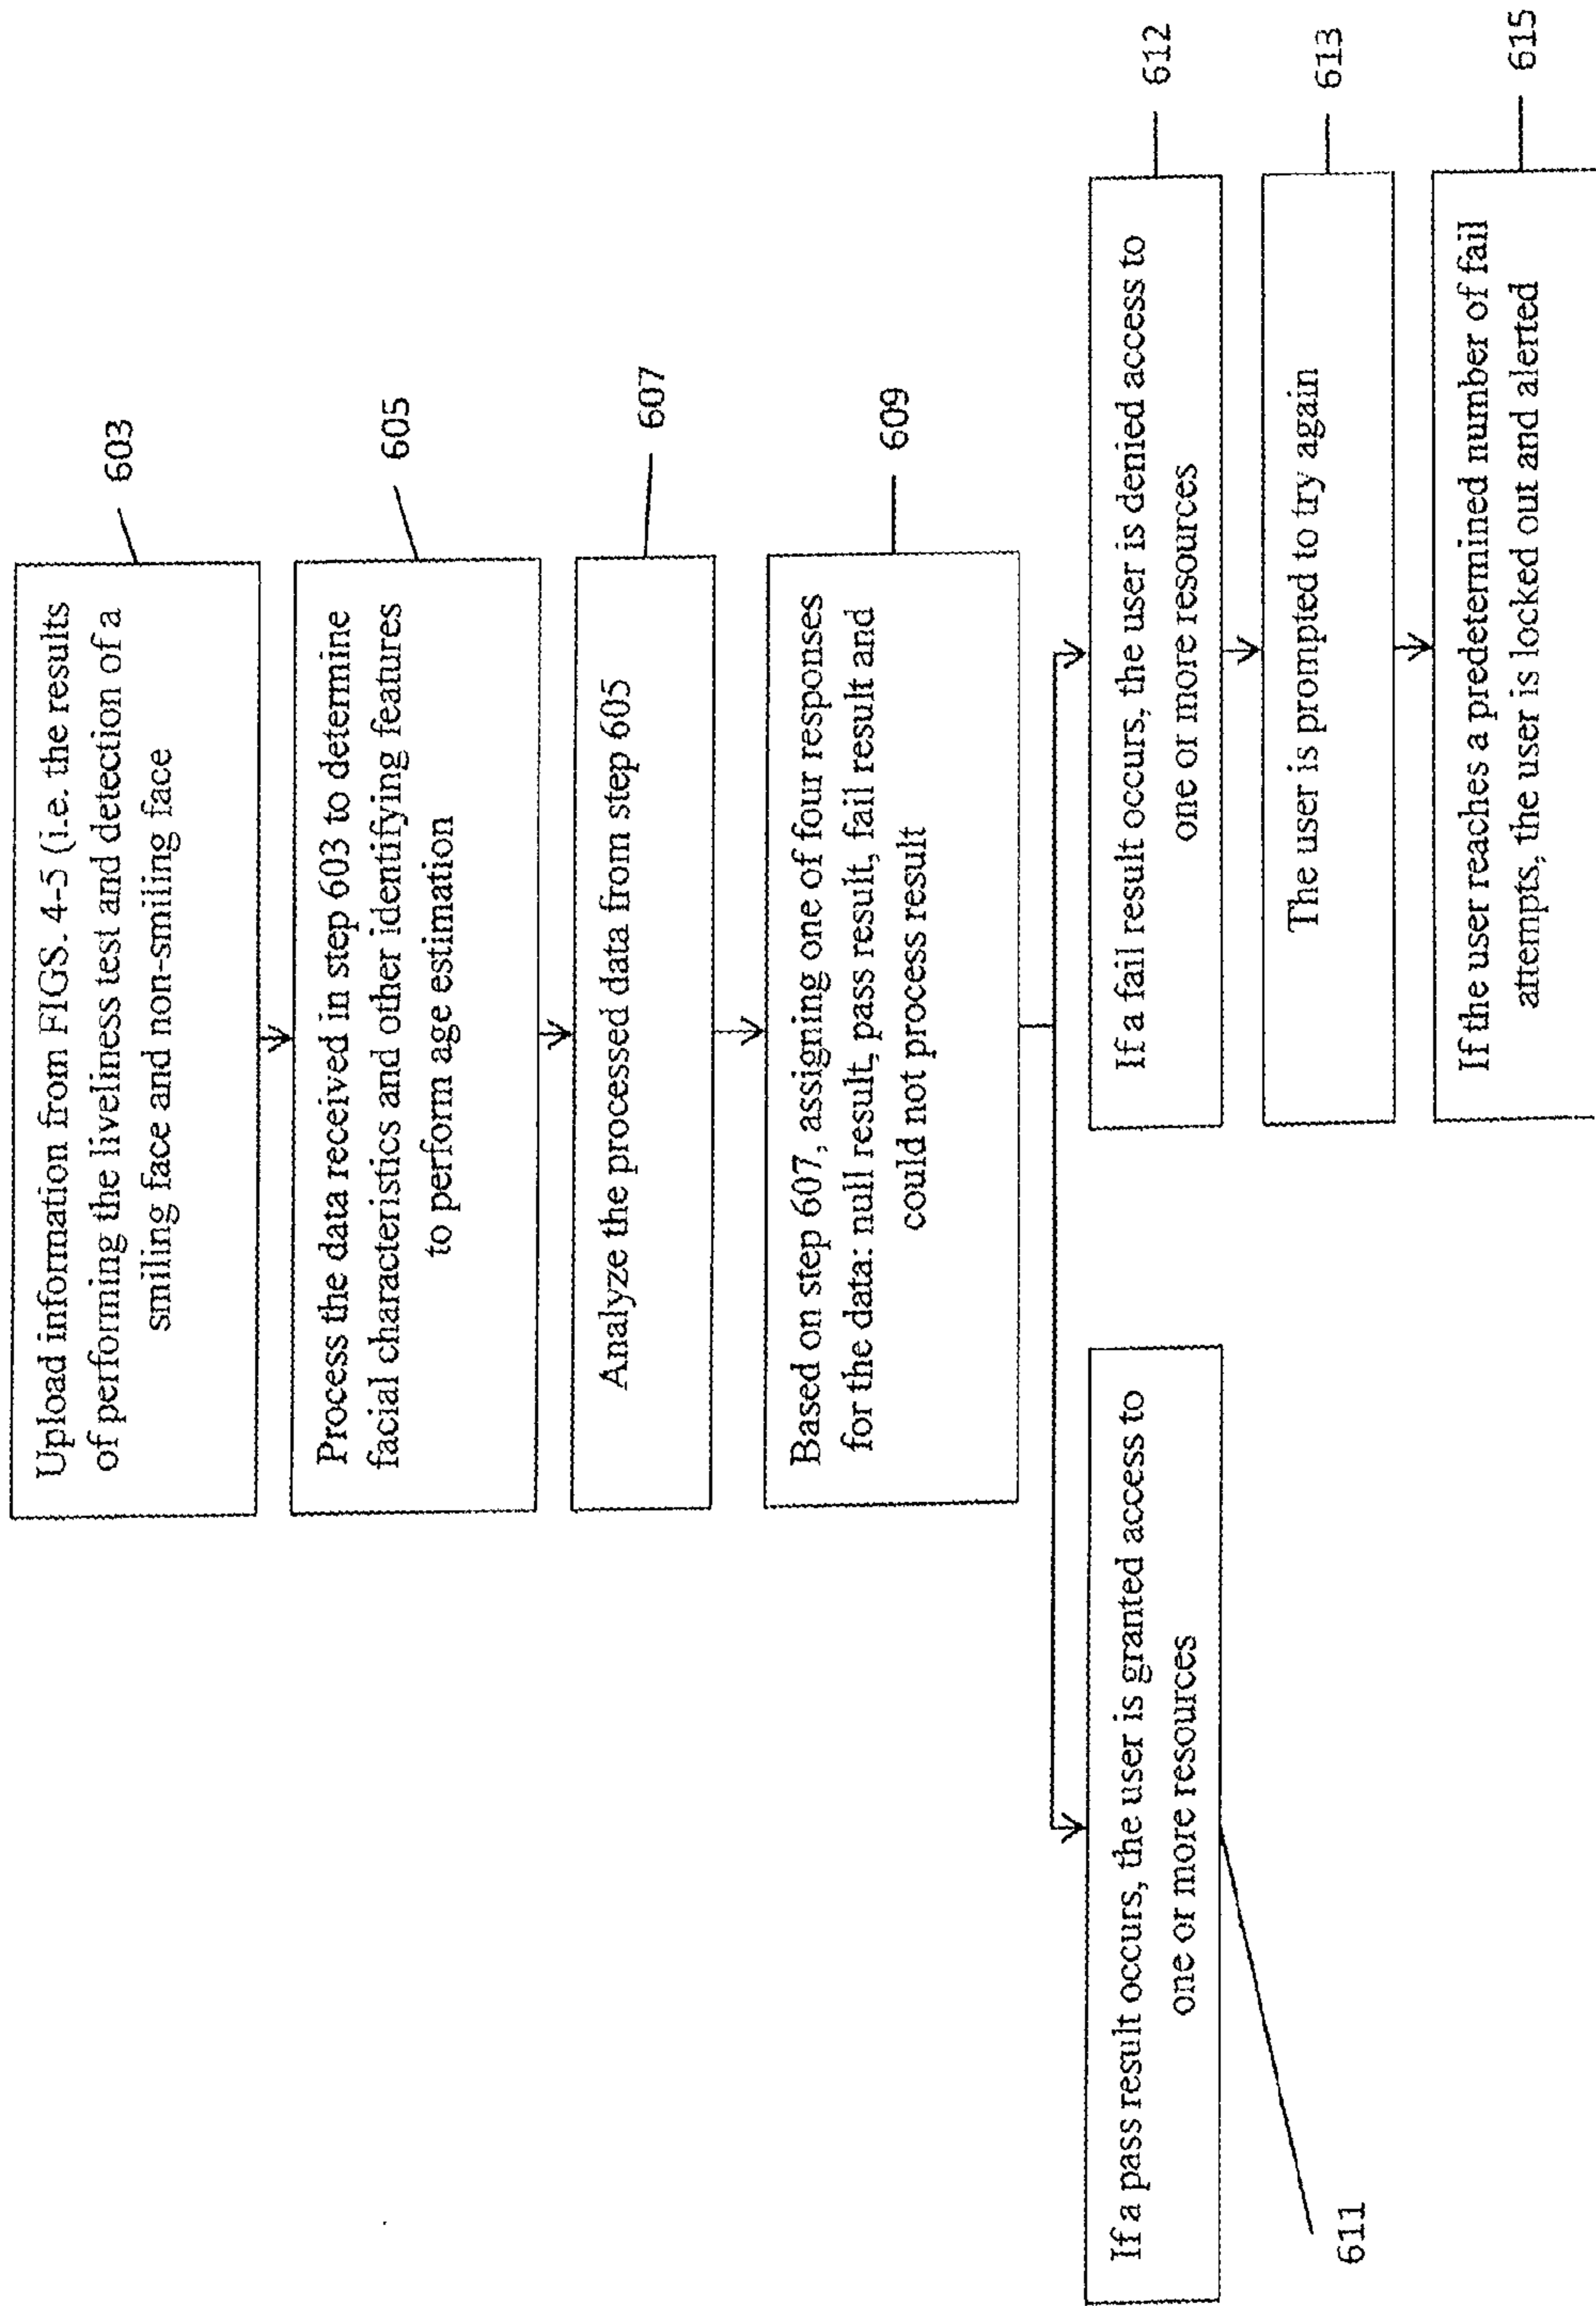 Upload information from FIGS. 4-5 (i.e. the results
of performing the liveliness test and detection of a
smiling face and non-smiling face
603
Process the data received in step 603 to determine
facial characteristics and other identifying features
to perform age estimation
605
Analyze the processed data from step 605
607
Based on step 607, assigning one of four responses
for the data: null result, pass result, fail result and
could not process result
609
If a pass result occurs, the user is granted access to
one or more resources
611
If a fail result occurs, the user is denied access to
one or more resources
612
The user is prompted to try again
613
If the user reaches a predetermined number of fail
attempts, the user is locked out and alerted
615